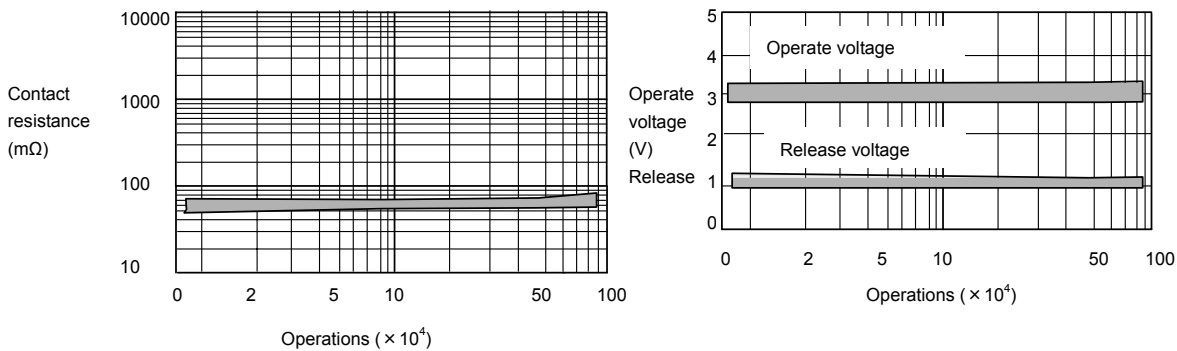 10000
1000
100
10
Contact
resistance
(mΩ)
0 2 5 10 50 100
Operations ( × 10⁴)
5
4
3
2
1
0
Operate
voltage
(V)
Release
Operate voltage
Release voltage
0 2 5 10 50 100
Operations ( × 10⁴)